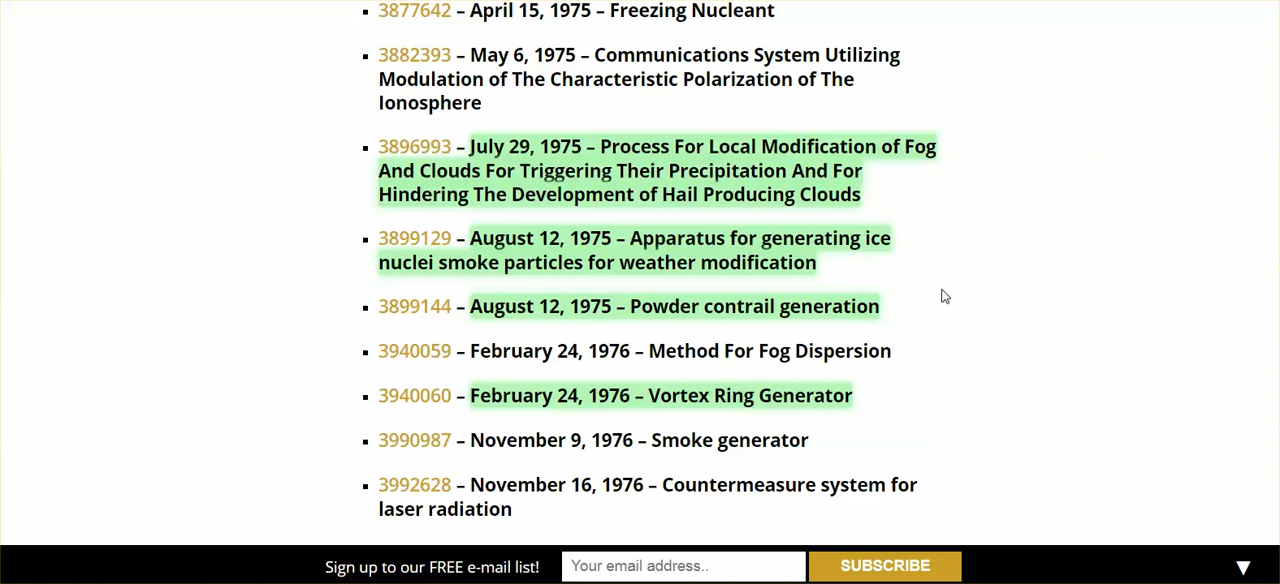 3877642 – April 15, 1975 – Freezing Nucleant
3882393 – May 6, 1975 – Communications System Utilizing
Modulation of The Characteristic Polarization of The
Ionosphere
3896993 – July 29, 1975 – Process For Local Modification of Fog
And Clouds For Triggering Their Precipitation And For
Hindering The Development of Hail Producing Clouds
3899129 – August 12, 1975 – Apparatus for generating ice
nuclei smoke particles for weather modification
3899144 – August 12, 1975 – Powder contrail generation
3940059 – February 24, 1976 – Method For Fog Dispersion
3940060 – February 24, 1976 – Vortex Ring Generator
3990987 – November 9, 1976 – Smoke generator
3992628 – November 16, 1976 – Countermeasure system for
laser radiation
Sign up to our FREE e-mail list! Your email address.. SUBSCRIBE